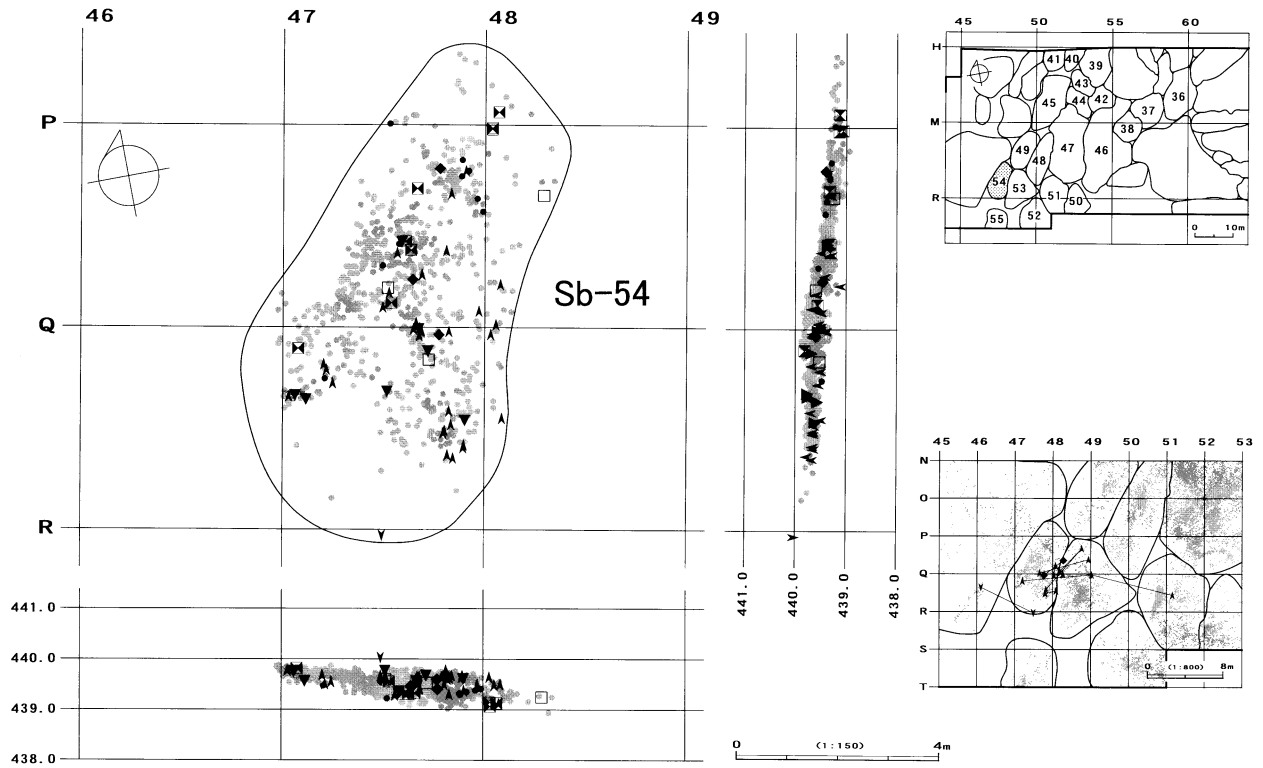 46 47 48 49
P
Q
R
Sb-54
441.0
440.0
439.0
438.0
441.0
440.0
439.0
438.0
0 (1:150) 4m
45 50 55 60
H
M
R
41 40 39
43
45 44 42 37 36
38
49 48 47 46
54 53 51 50
55 52
0 10m
45 46 47 48 49 50 51 52 53
N
O
P
Q
R
S
T
0 (1:800) 8m